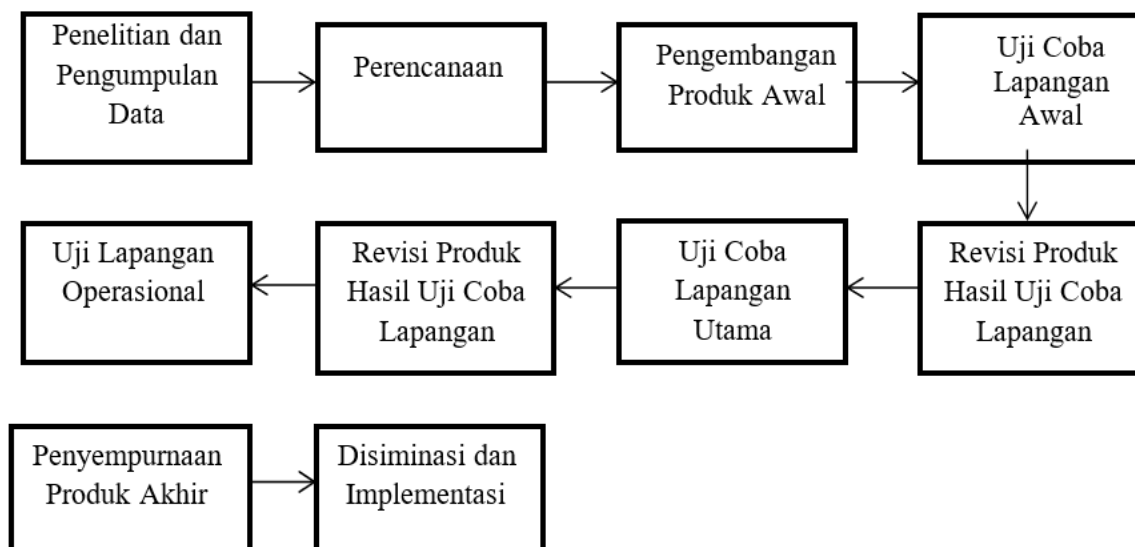 Penelitian dan
Pengumpulan
Data
Perencanaan
Pengembangan
Produk Awal
Uji Coba
Lapangan
Awal
Revisi Produk
Hasil Uji Coba
Lapangan
Uji Coba
Lapangan
Utama
Revisi Produk
Hasil Uji Coba
Lapangan
Uji Lapangan
Operasional
Penyempurnaan
Produk Akhir
Disiminasi dan
Implementasi